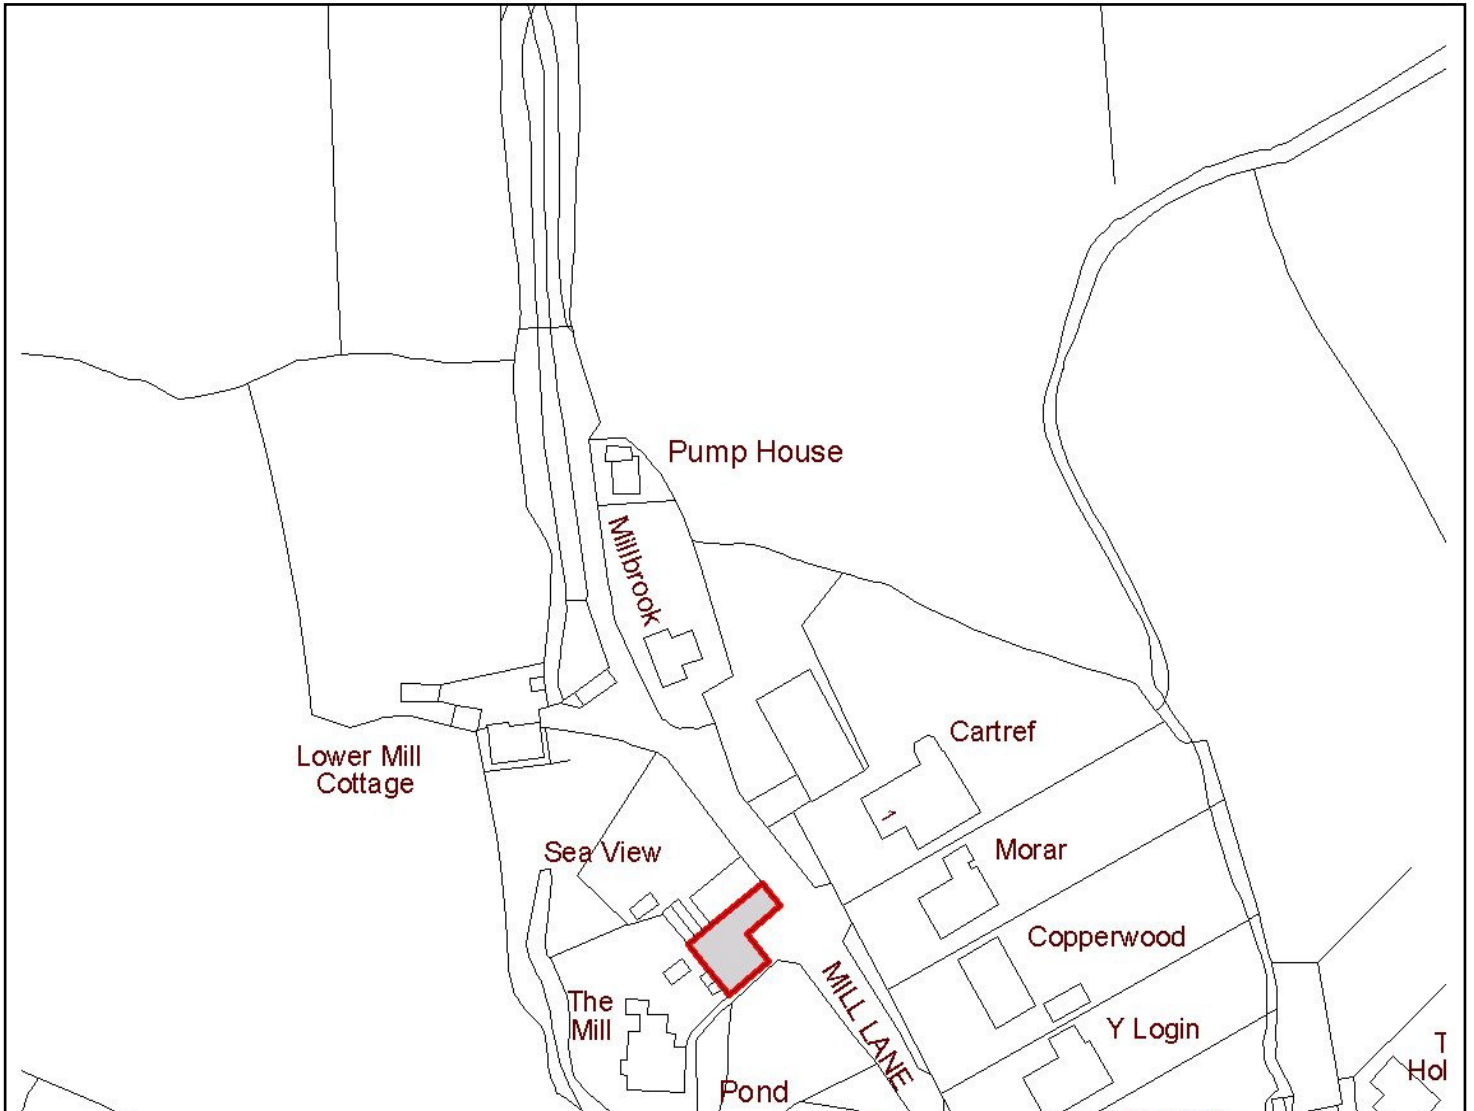 Pump House
Millbrook
Cartref
Lower Mill
Cottage
1
Morar
Sea View
Copperwood
MILL LANE
The
Mill
Y Login
T
Hol
Pond